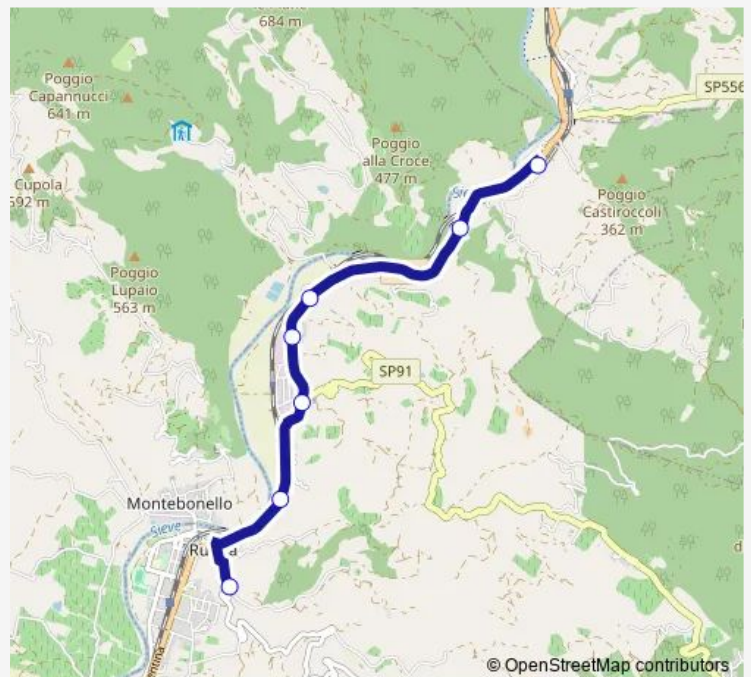 684 m
Poggio
Capannucci
641 m
SP556
Poggio
alla Croce
477 m
Cupola
592 m
Sieve
Poggio
Castiroccoli
362 m
Poggio
Lupaio
563 m
SP91
Montebonello
Sieve
© OpenStreetMap contributors